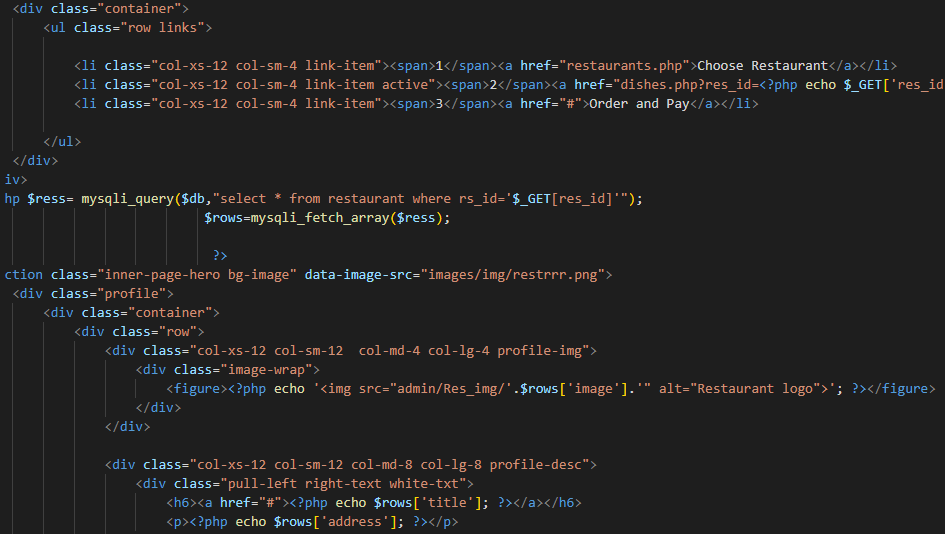 <div class="container">
<ul class="row links">
<li class="col-xs-12 col-sm-4 link-item"><span>1</span><a href="restaurants.php">Choose Restaurant</a></li>
<li class="col-xs-12 col-sm-4 link-item active"><span>2</span><a href="dishes.php?res_id=<?php echo $_GET['res_id
<li class="col-xs-12 col-sm-4 link-item"><span>3</span><a href="#">Order and Pay</a></li>
</ul>
</div>
iv>
hp $ress= mysqli_query($db,"select * from restaurant where rs_id='$_GET[res_id]'");
$rows=mysqli_fetch_array($ress);
?>
ction class="inner-page-hero bg-image" data-image-src="images/img/restrrr.png">
<div class="profile">
<div class="container">
<div class="row">
<div class="col-xs-12 col-sm-12  col-md-4 col-lg-4 profile-img">
<div class="image-wrap">
<figure><?php echo '<img src="admin/Res_img/'.$rows['image'].'" alt="Restaurant logo">'; ?></figure>
</div>
</div>
<div class="col-xs-12 col-sm-12 col-md-8 col-lg-8 profile-desc">
<div class="pull-left right-text white-txt">
<h6><a href="#"><?php echo $rows['title']; ?></a></h6>
<p><?php echo $rows['address']; ?></p>